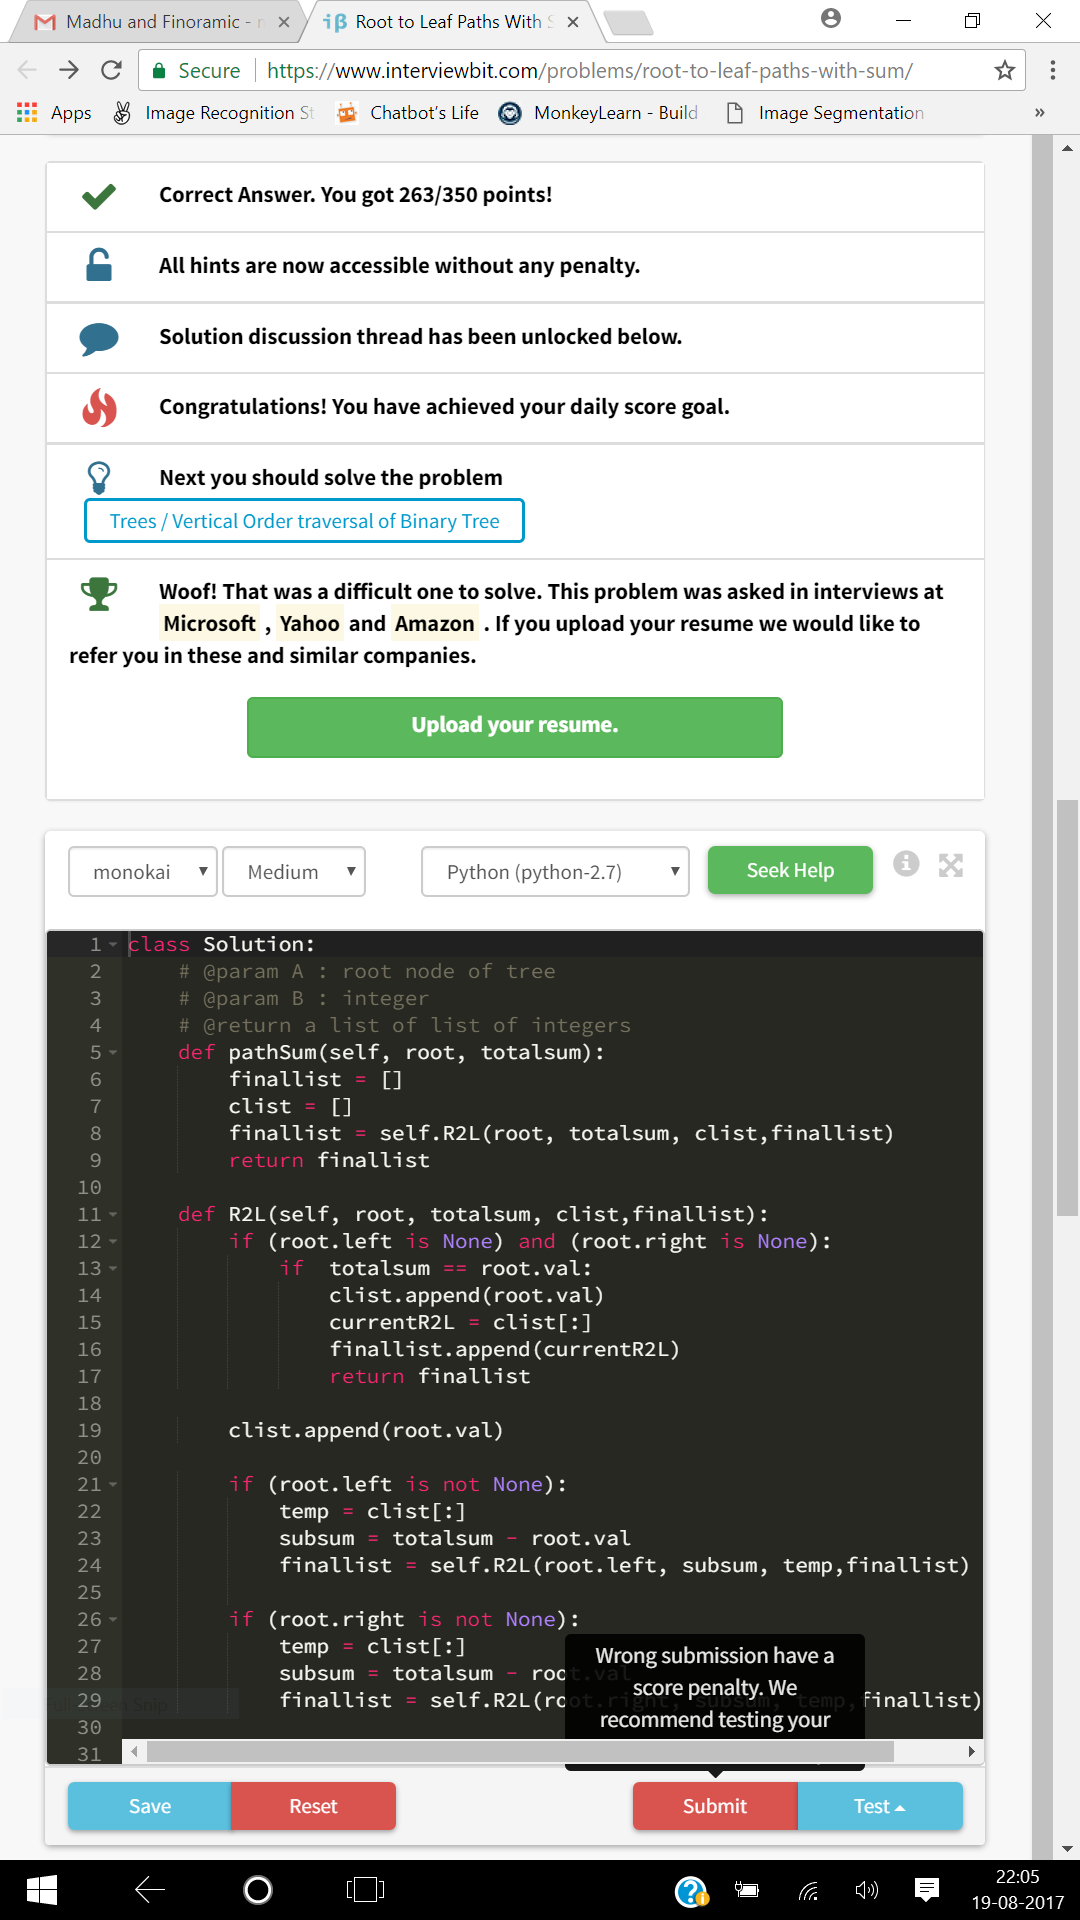 Madhu and Finoramic -
Root to Leaf Paths With S
Secure https://www.interviewbit.com/problems/root-to-leaf-paths-with-sum/
Apps Image Recognition St Chatbot's Life MonkeyLearn - Build Image Segmentation »
Correct Answer. You got 263/350 points!
All hints are now accessible without any penalty.
Solution discussion thread has been unlocked below.
Congratulations! You have achieved your daily score goal.
Next you should solve the problem
Trees / Vertical Order traversal of Binary Tree
Woof! That was a difficult one to solve. This problem was asked in interviews at
Microsoft , Yahoo and Amazon . If you upload your resume we would like to
refer you in these and similar companies.
Upload your resume.
monokai Medium Python (python-2.7) Seek Help
1 class Solution:
2 # @param A : root node of tree
3 # @param B : integer
4 # @return a list of list of integers
5 def pathSum(self, root, totalsum):
6 finallist = []
7 clist = []
8 finallist = self.R2L(root, totalsum, clist,finallist)
9 return finallist
10
11 def R2L(self, root, totalsum, clist,finallist):
12 if (root.left is None) and (root.right is None):
13 if totalsum == root.val:
14 clist.append(root.val)
15 currentR2L = clist[:]
16 finallist.append(currentR2L)
17 return finallist
18
19 clist.append(root.val)
20
21 if (root.left is not None):
22 temp = clist[:]
23 subsum = totalsum - root.val
24 finallist = self.R2L(root.left, subsum, temp,finallist)
25
26 if (root.right is not None):
27 temp = clist[:]
28 subsum = totalsum - root.val
29 finallist = self.R2L(root.right, subsum, temp,finallist)
30
31
Wrong submission have a
score penalty. We
recommend testing your
Save Reset Submit Test
22:05
19-08-2017